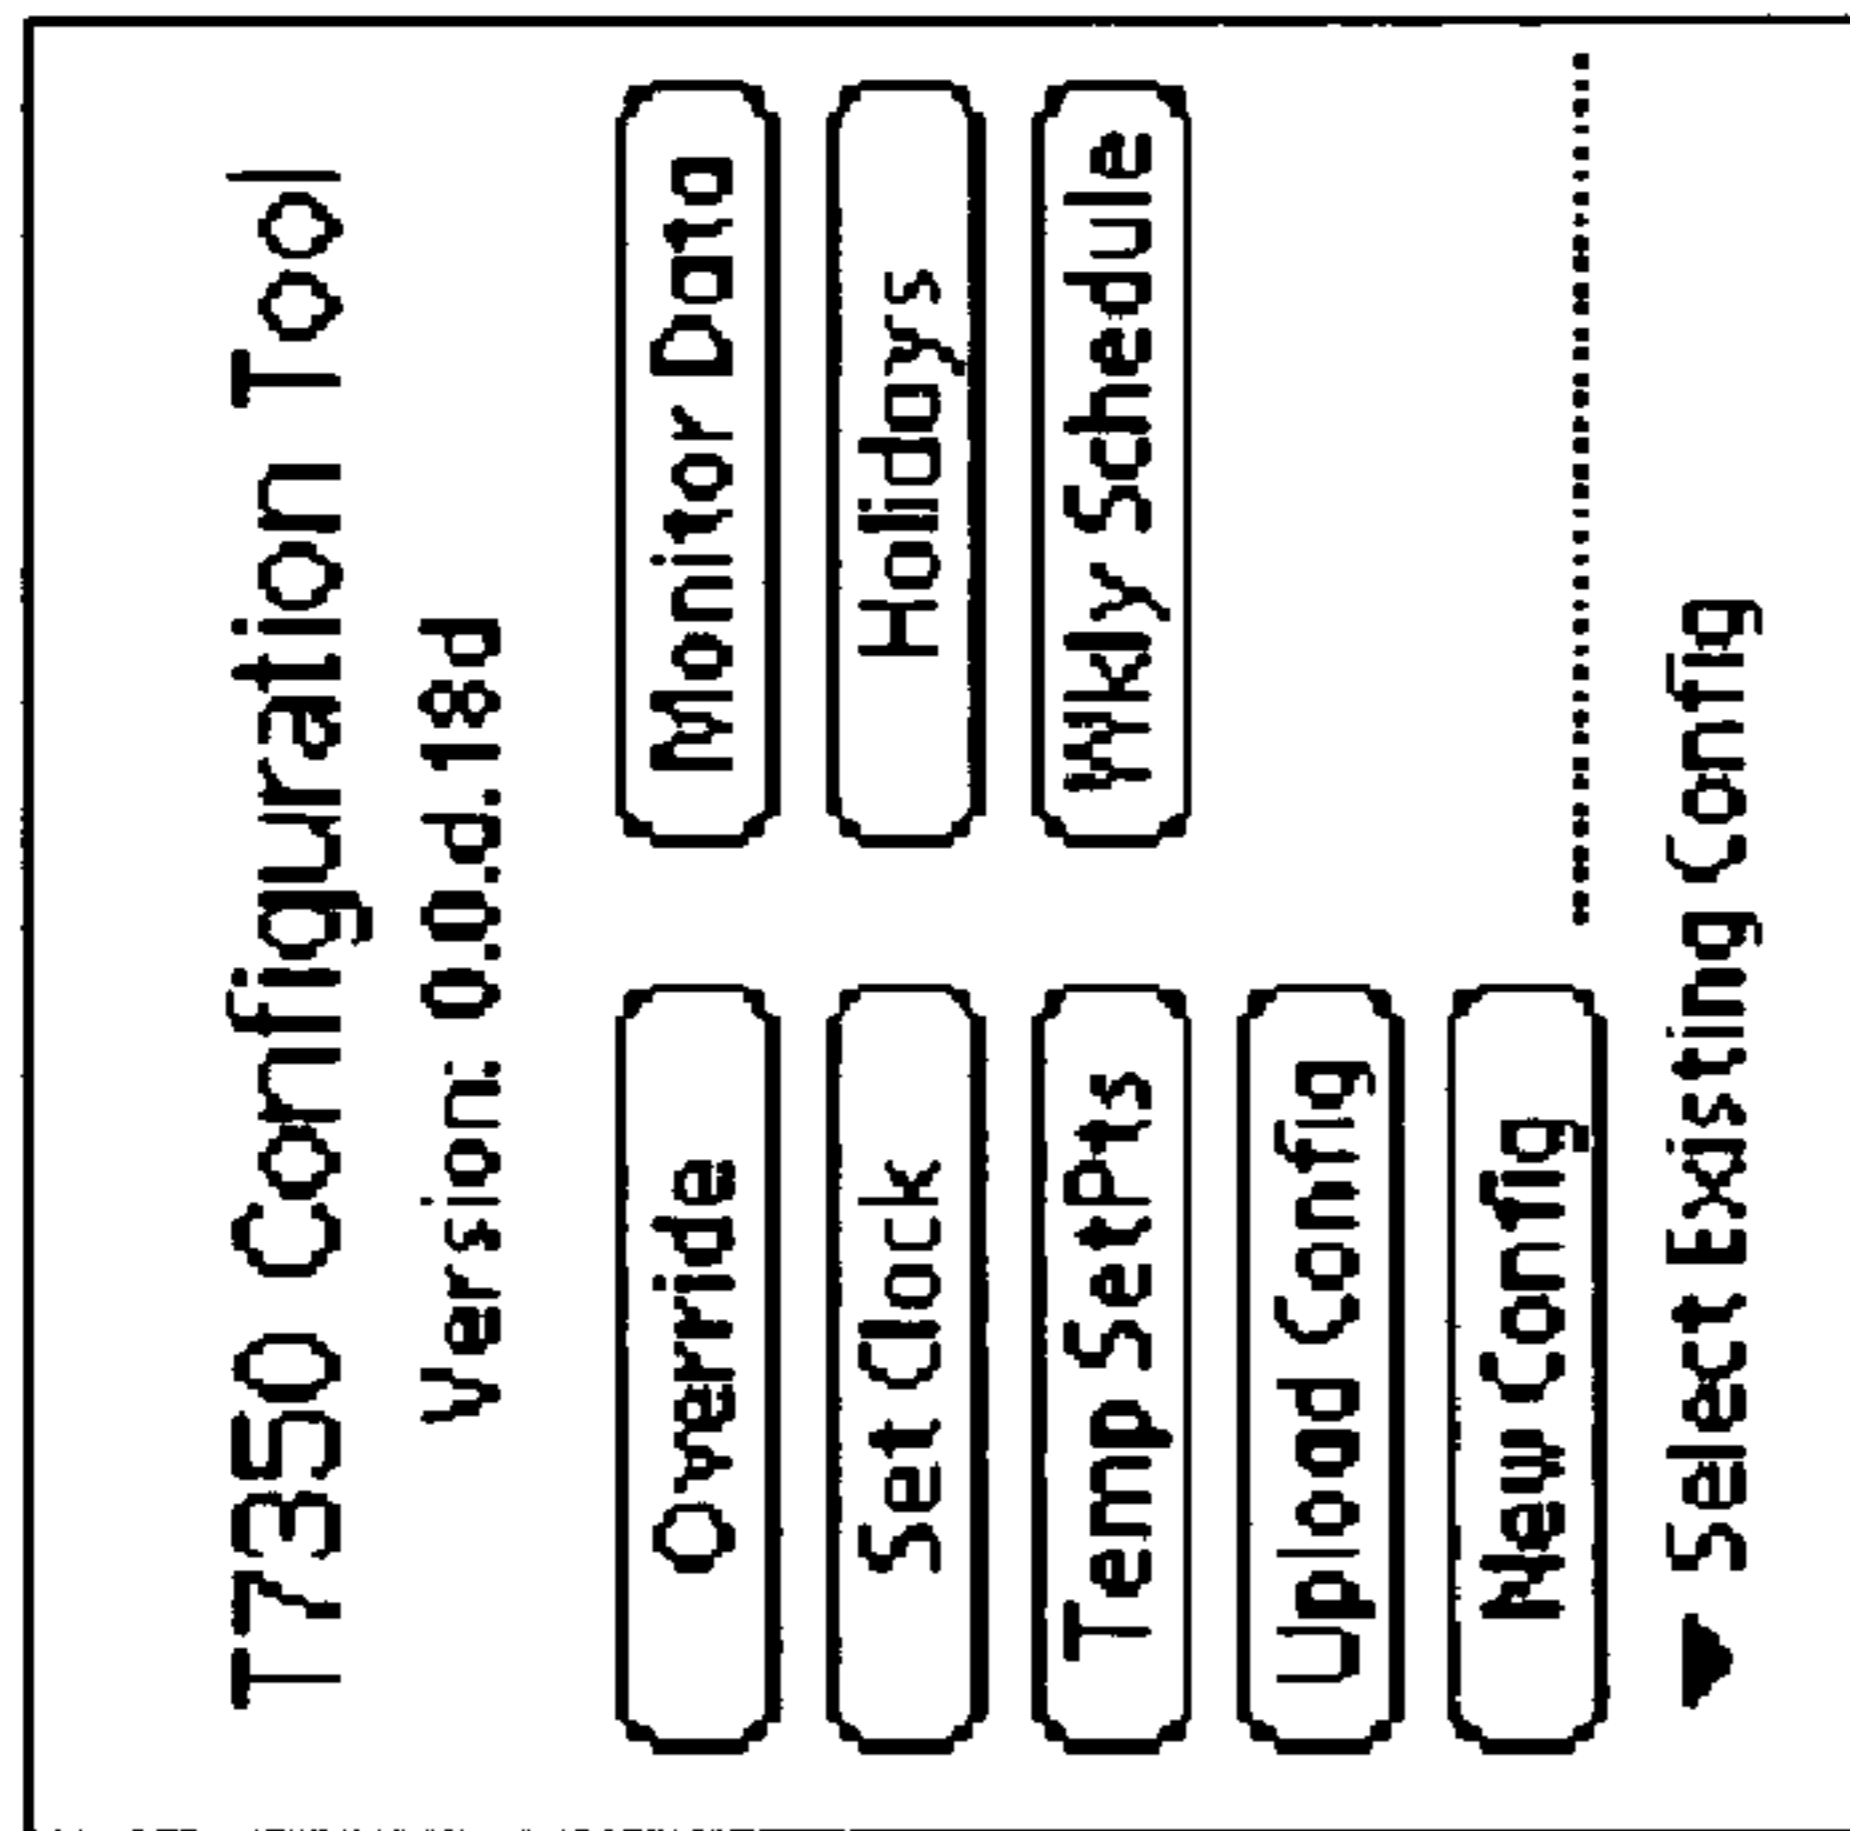 T7350 Configuration Tool
Version: 0.0.d.18d
Override Monitor Data
Set Clock Holidays
Temp SetPts Wkly Schedule
Upload Config
New Config
Select Existing Config